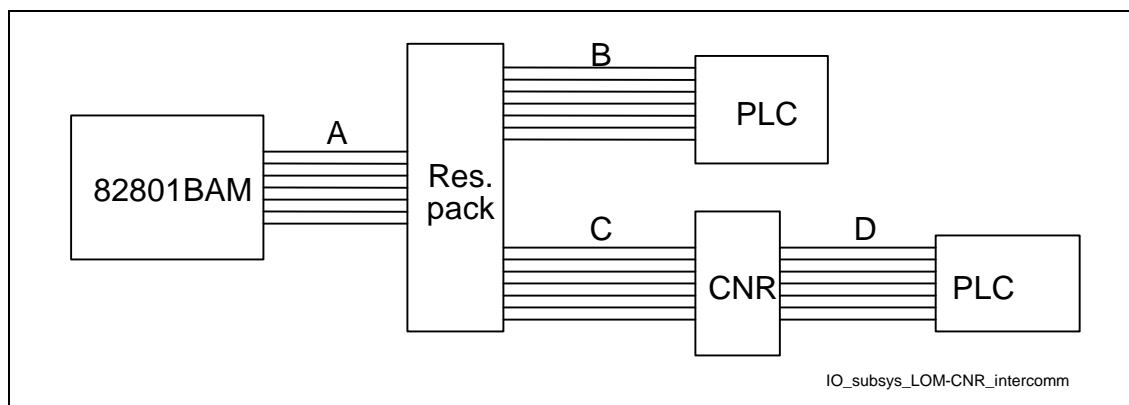 B
PLC
A
82801BAM
Res.
pack
C
D
CNR
PLC
IO_subsys_LOM-CNR_intercomm